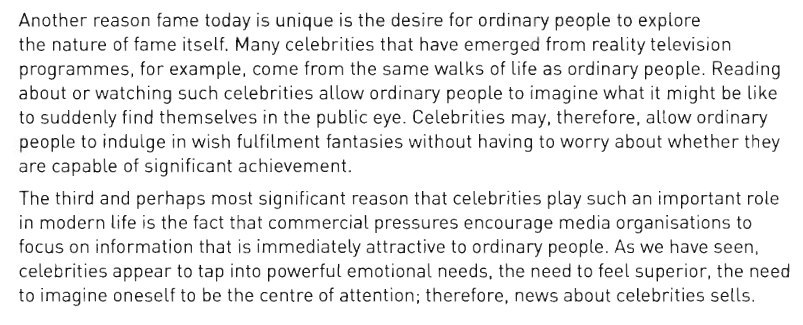 Another reason fame today is unique is the desire for ordinary people to explore
the nature of fame itself. Many celebrities that have emerged from reality television
programmes, for example, come from the same walks of life as ordinary people. Reading
about or watching such celebrities allow ordinary people to imagine what it might be like
to suddenly find themselves in the public eye. Celebrities may, therefore, allow ordinary
people to indulge in wish fulfilment fantasies without having to worry about whether they
are capable of significant achievement.
The third and perhaps most significant reason that celebrities play such an important role
in modern life is the fact that commercial pressures encourage media organisations to
focus on information that is immediately attractive to ordinary people. As we have seen,
celebrities appear to tap into powerful emotional needs, the need to feel superior, the need
to imagine oneself to be the centre of attention; therefore, news about celebrities sells.